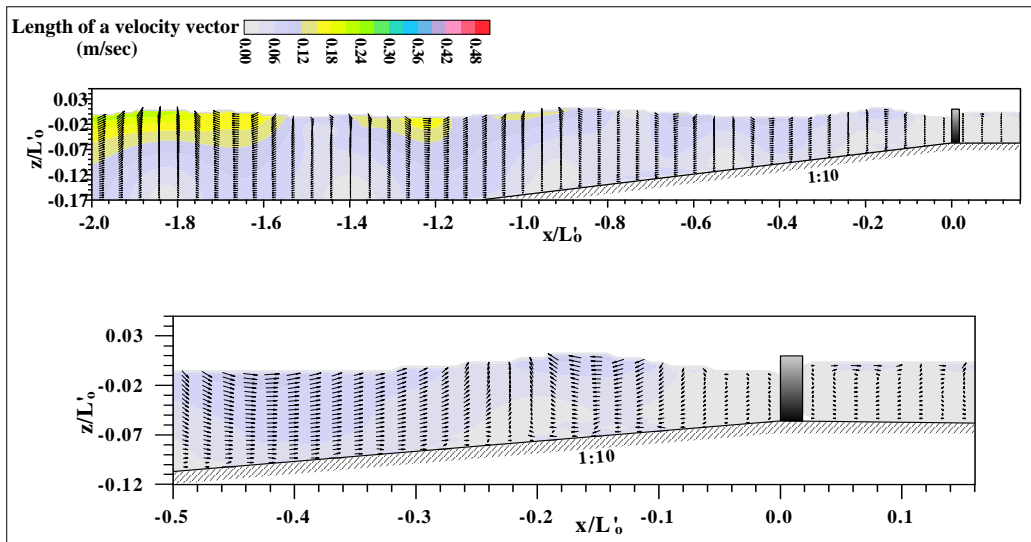 Length of a velocity vector
(m/sec)
0.00 0.06 0.12 0.18 0.24 0.30 0.36 0.42 0.48
z/L'o
0.03
-0.02
-0.07
-0.12
-0.17
1:10
-2.0 -1.8 -1.6 -1.4 -1.2 -1.0 -0.8 -0.6 -0.4 -0.2 0.0
x/L'o
z/L'o
0.03
-0.02
-0.07
-0.12
1:10
-0.5 -0.4 -0.3 -0.2 -0.1 0.0 0.1
x/L'o